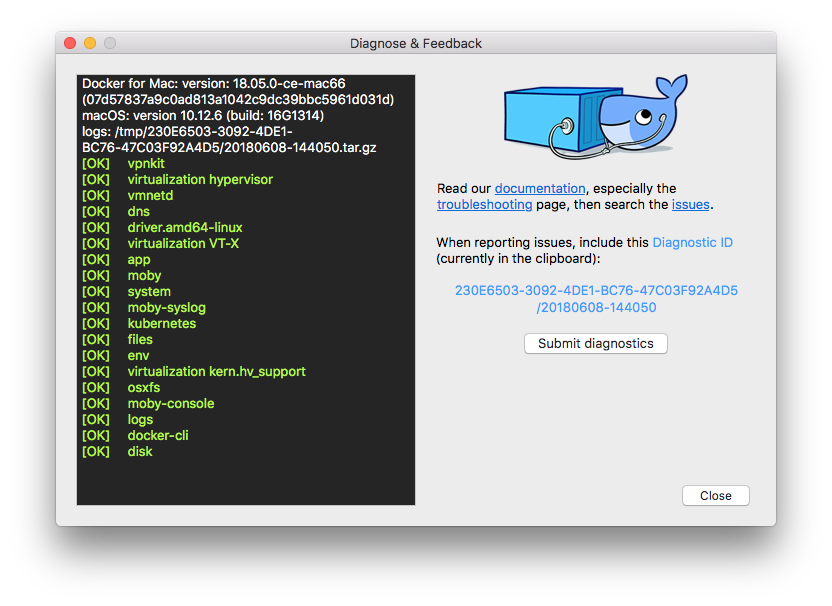 Diagnose & Feedback
Docker for Mac: version: 18.05.0-ce-mac66
(07d57837a9c0ad813a1042c9dc39bbc5961d031d)
macOS: version 10.12.6 (build: 16G1314)
logs: /tmp/230E6503-3092-4DE1-
BC76-47C03F92A4D5/20180608-144050.tar.gz
[OK] vpnkit
[OK] virtualization hypervisor
[OK] vmnetd
[OK] dns
[OK] driver.amd64-linux
[OK] virtualization VT-X
[OK] app
[OK] moby
[OK] system
[OK] moby-syslog
[OK] kubernetes
[OK] files
[OK] env
[OK] virtualization kern.hv_support
[OK] osxfs
[OK] moby-console
[OK] logs
[OK] docker-cli
[OK] disk
Read our documentation, especially the
troubleshooting page, then search the issues.
When reporting issues, include this Diagnostic ID
(currently in the clipboard):
230E6503-3092-4DE1-BC76-47C03F92A4D5
/20180608-144050
Submit diagnostics
Close